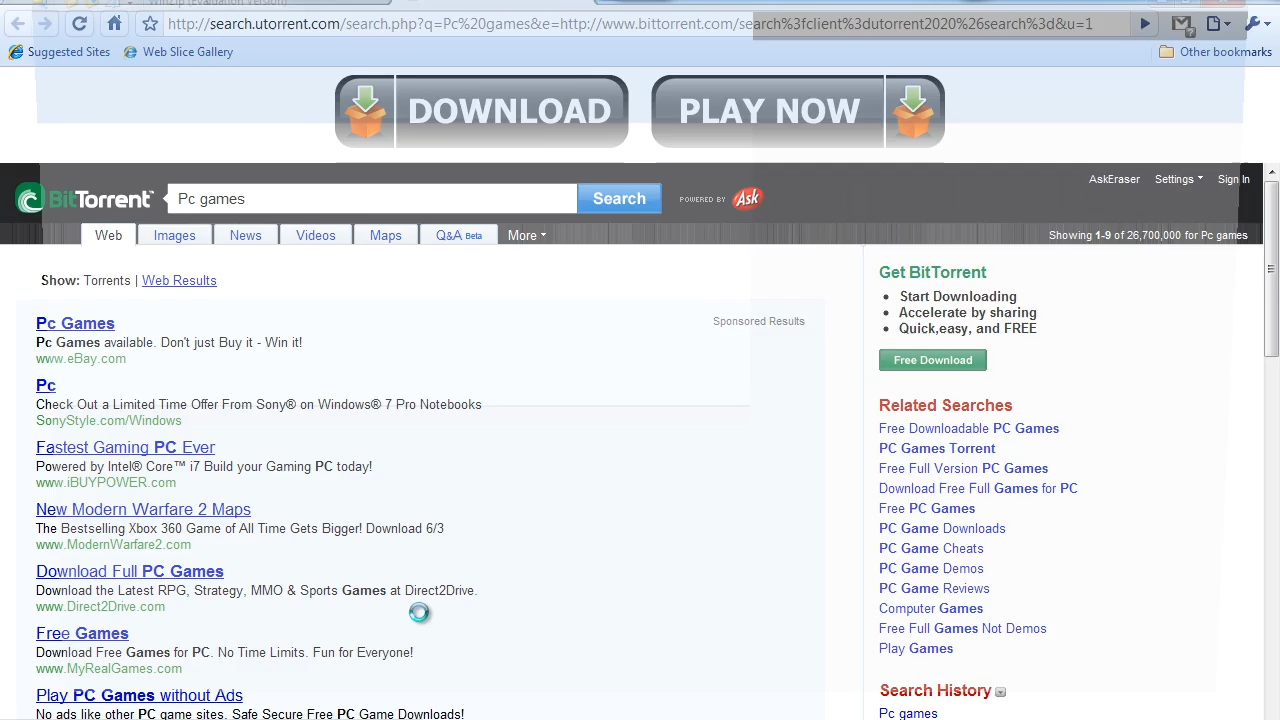 WinZip (Evaluation Version)
http://search.utorrent.com/search.php?q=Pc%20games&e=http://www.bittorrent.com/search%3fclient%3dutorrent2020%26search%3d&u=1
Suggested Sites Web Slice Gallery Other bookmarks
DOWNLOAD PLAY NOW
AskEraser Settings Sign In
BitTorrent™ Pc games Search POWERED BY Ask
Web Images News Videos Maps Q&A Beta More Showing 1-9 of 26,700,000 for Pc games
Show: Torrents | Web Results
Sponsored Results
Pc Games
Pc Games available. Don't just Buy it - Win it!
www.eBay.com
Pc
Check Out a Limited Time Offer From Sony® on Windows® 7 Pro Notebooks
SonyStyle.com/Windows
Fastest Gaming PC Ever
Powered by Intel® Core™ i7 Build your Gaming PC today!
www.iBUYPOWER.com
New Modern Warfare 2 Maps
The Bestselling Xbox 360 Game of All Time Gets Bigger! Download 6/3
www.ModernWarfare2.com
Download Full PC Games
Download the Latest RPG, Strategy, MMO & Sports Games at Direct2Drive.
www.Direct2Drive.com
Free Games
Download Free Games for PC. No Time Limits. Fun for Everyone!
www.MyRealGames.com
Play PC Games without Ads
No ads like other PC game sites. Safe Secure Free PC Game Downloads!
Get BitTorrent
• Start Downloading
• Accelerate by sharing
• Quick,easy, and FREE
Free Download
Related Searches
Free Downloadable PC Games
PC Games Torrent
Free Full Version PC Games
Download Free Full Games for PC
Free PC Games
PC Game Downloads
PC Game Cheats
PC Game Demos
PC Game Reviews
Computer Games
Free Full Games Not Demos
Play Games
Search History
Pc games